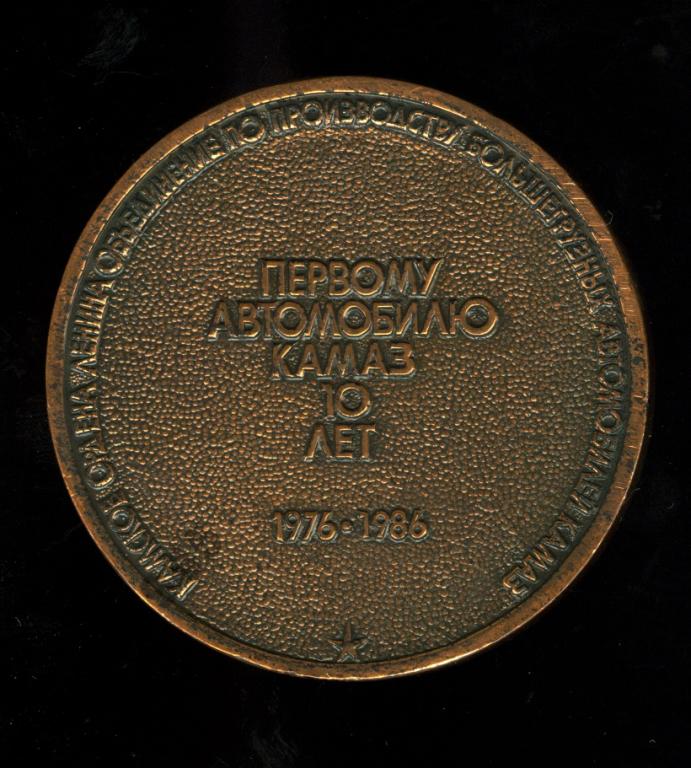 КАМСКОЕ ОРДЕНА ЛЕНИНА ОБЪЕДИНЕНИЕ ПО ПРОИЗВОДСТВУ БОЛЬШЕГРУЗНЫХ АВТОМОБИЛЕЙ КАМАЗ
ПЕРВОМУ
АВТОМОБИЛЮ
КАМАЗ
10
ЛЕТ
1976•1986